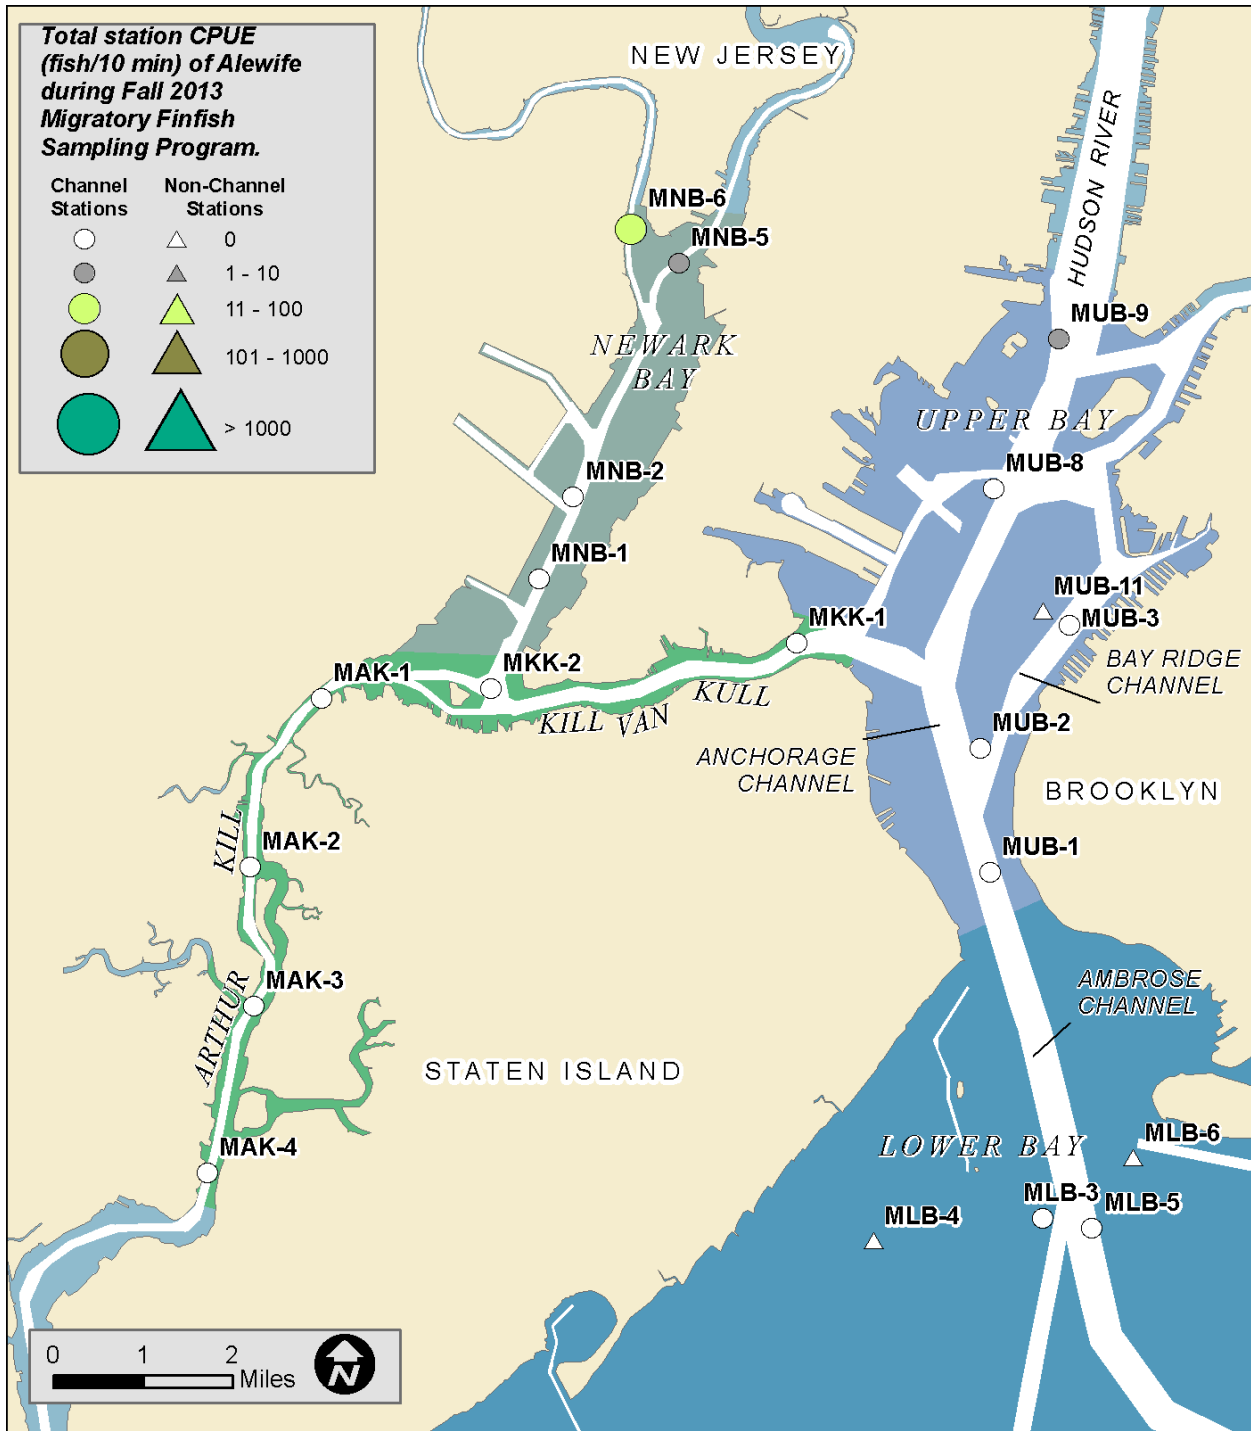 Total station CPUE
(fish/10 min) of Alewife
during Fall 2013
Migratory Finfish
Sampling Program.
Channel
Stations
Non-Channel
Stations
0
1 - 10
11 - 100
101 - 1000
> 1000
NEW JERSEY
HUDSON RIVER
MNB-6
MNB-5
MUB-9
NEWARK
BAY
UPPER BAY
MNB-2
MUB-8
MNB-1
MUB-11
MUB-3
MKK-1
BAY RIDGE
CHANNEL
MAK-1
MKK-2
KILL VAN KULL
MUB-2
ANCHORAGE
CHANNEL
BROOKLYN
MUB-1
MAK-2
ARTHUR KILL
MAK-3
AMBROSE
CHANNEL
STATEN ISLAND
MAK-4
LOWER BAY
MLB-6
MLB-3
MLB-5
MLB-4
0 1 2
Miles
N